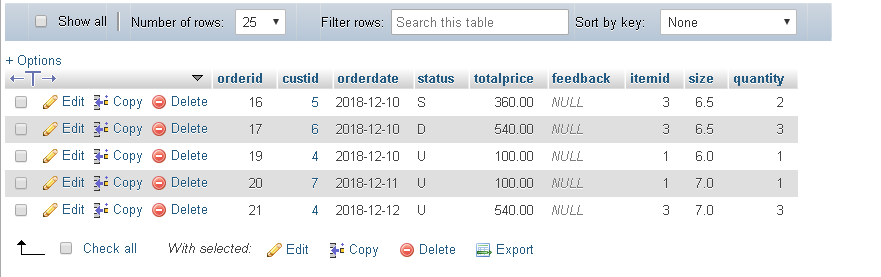 Show all Number of rows: 25 Filter rows: Search this table Sort by key: None
+ Options
orderid custid orderdate status totalprice feedback itemid size quantity
Edit Copy Delete 16 5 2018-12-10 S 360.00 NULL 3 6.5 2
Edit Copy Delete 17 6 2018-12-10 D 540.00 NULL 3 6.5 3
Edit Copy Delete 19 4 2018-12-10 U 100.00 NULL 1 6.0 1
Edit Copy Delete 20 7 2018-12-11 U 100.00 NULL 1 7.0 1
Edit Copy Delete 21 4 2018-12-12 U 540.00 NULL 3 7.0 3
Check all With selected: Edit Copy Delete Export